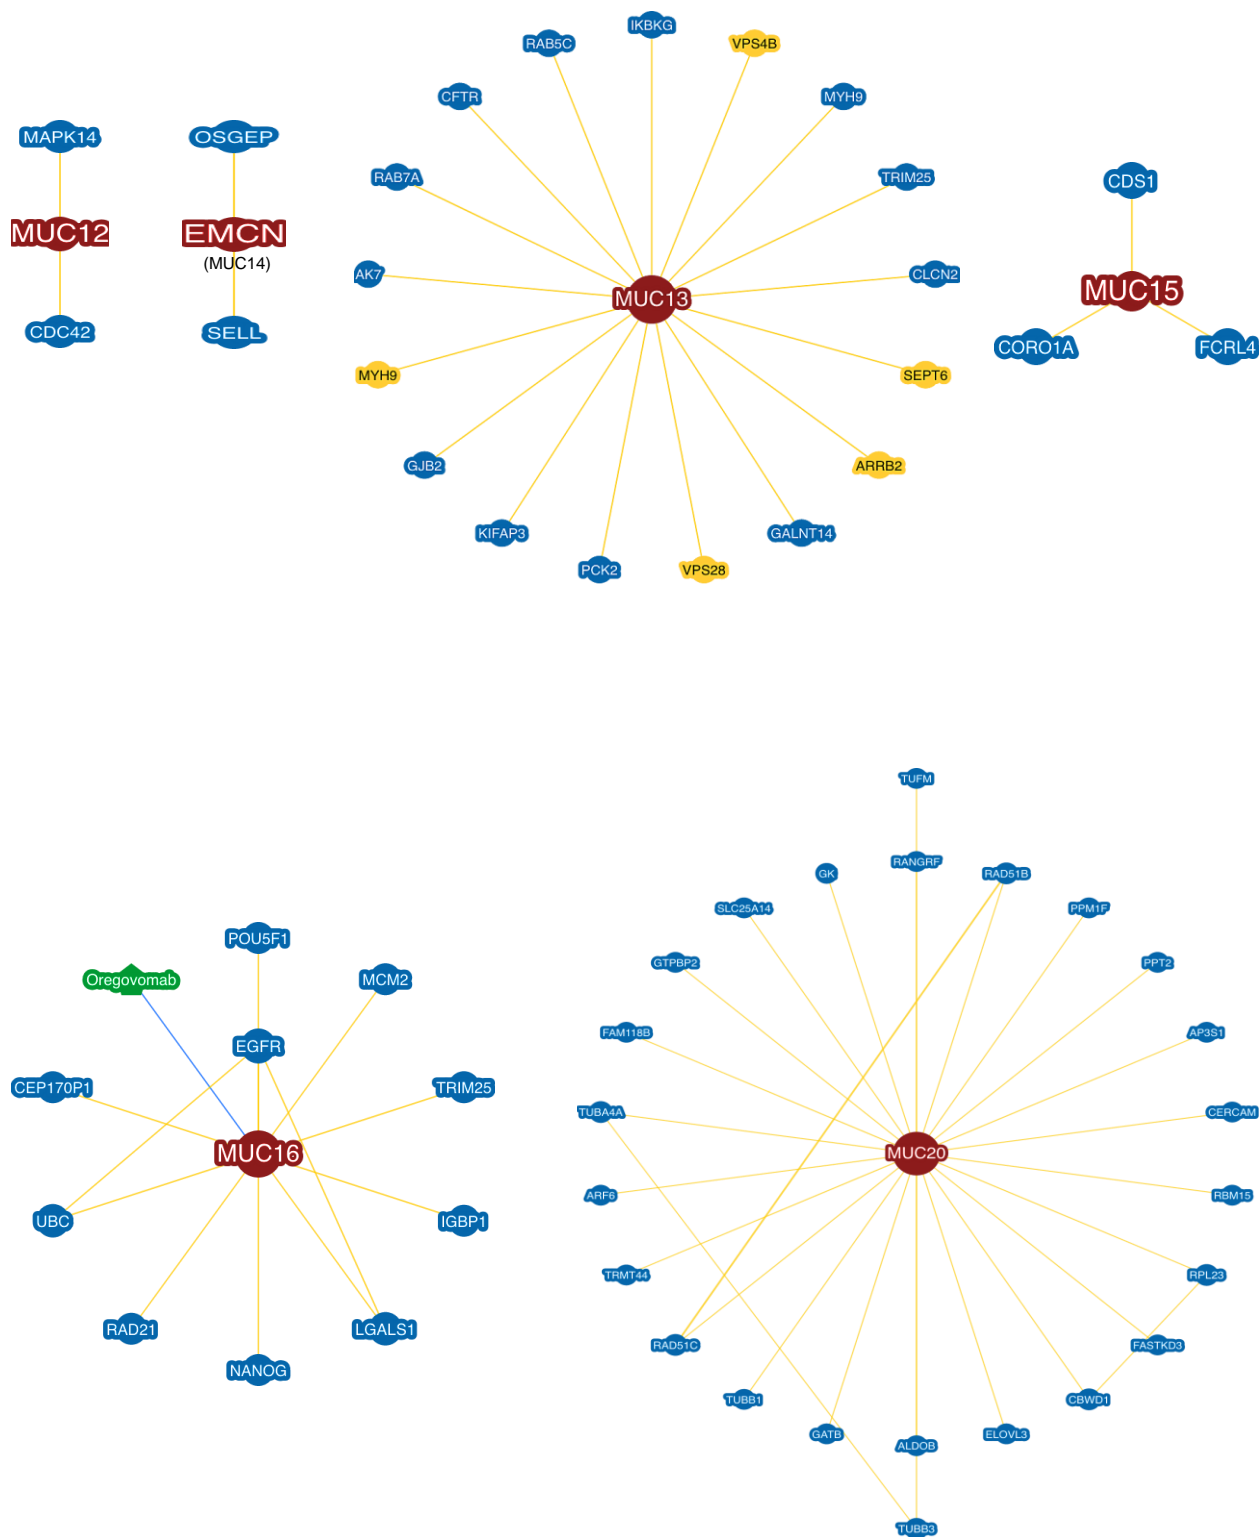 IKBKG
RAB5C
VPS4B
CFTR
MYH9
MAPK14
OSGEP
RAB7A
TRIM25
CDS1
MUC12
EMCN
(MUC14)
AK7
CLCN2
MUC13
MUC15
CDC42
SELL
CORO1A
FCRL4
MYH9
SEPT6
GJB2
ARRB2
KIFAP3
GALNT14
PCK2
VPS28
TUFM
RANGRF
GK
RAD51B
SLC25A14
PPM1F
POU5F1
GTPBP2
PPT2
Oregovomab
MCM2
FAM118B
AP3S1
EGFR
CEP170P1
TRIM25
TUBA4A
CERCAM
MUC16
MUC20
ARF6
RBM15
UBC
IGBP1
TRMT44
RPL23
RAD21
LGALS1
RAD51C
FASTKD3
NANOG
TUBB1
CBWD1
GATB
ALDOB
ELOVL3
TUBB3